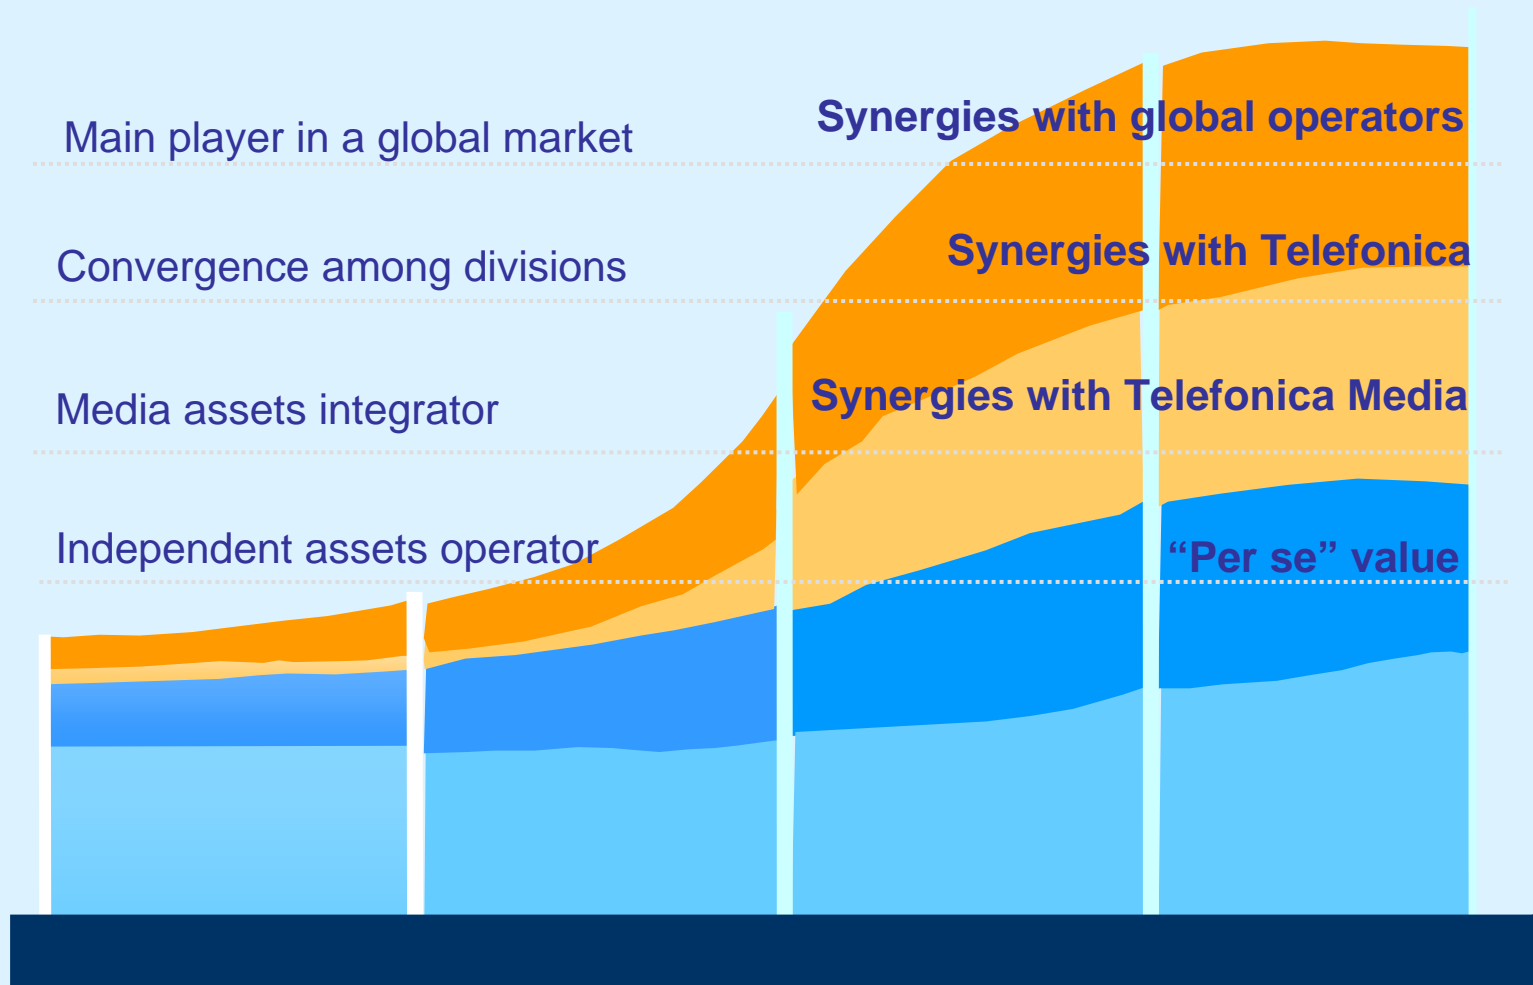 Main player in a global market
Synergies with global operators
Convergence among divisions
Synergies with Telefonica
Media assets integrator
Synergies with Telefonica Media
Independent assets operator
“Per se” value